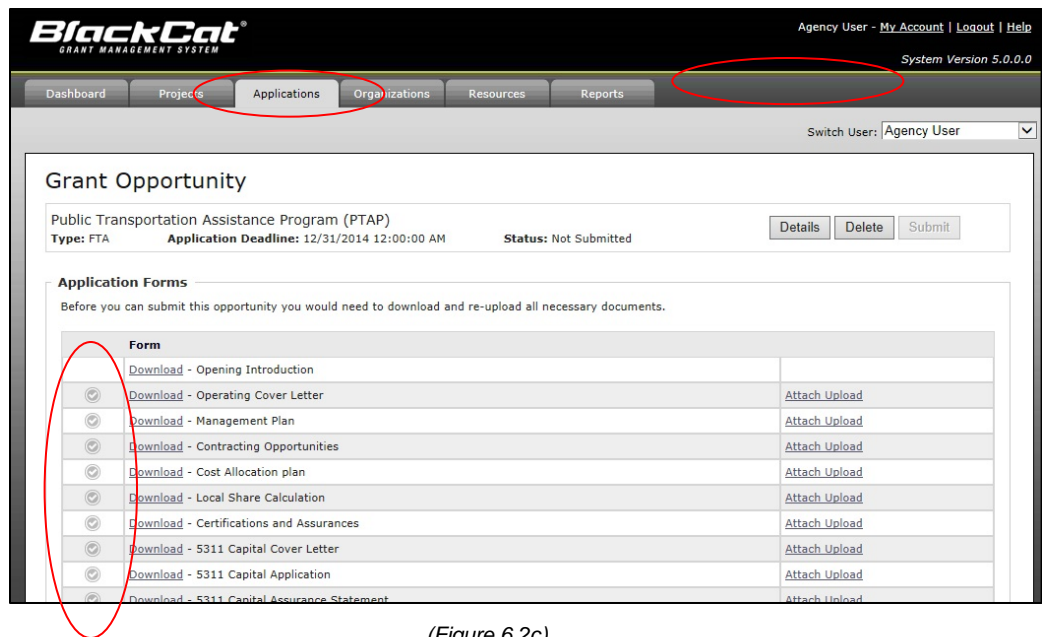 BlackCat®
GRANT MANAGEMENT SYSTEM
Agency User - My Account | Logout | Help
System Version 5.0.0.0
Dashboard Projects Applications Organizations Resources Reports
Switch User: Agency User
Grant Opportunity
Public Transportation Assistance Program (PTAP)
Type: FTA Application Deadline: 12/31/2014 12:00:00 AM Status: Not Submitted
Details Delete Submit
Application Forms
Before you can submit this opportunity you would need to download and re-upload all necessary documents.
Form
Download - Opening Introduction
Download - Operating Cover Letter Attach Upload
Download - Management Plan Attach Upload
Download - Contracting Opportunities Attach Upload
Download - Cost Allocation plan Attach Upload
Download - Local Share Calculation Attach Upload
Download - Certifications and Assurances Attach Upload
Download - 5311 Capital Cover Letter Attach Upload
Download - 5311 Capital Application Attach Upload
Download - 5311 Capital Assurance Statement Attach Upload
(Figure 6.2c)